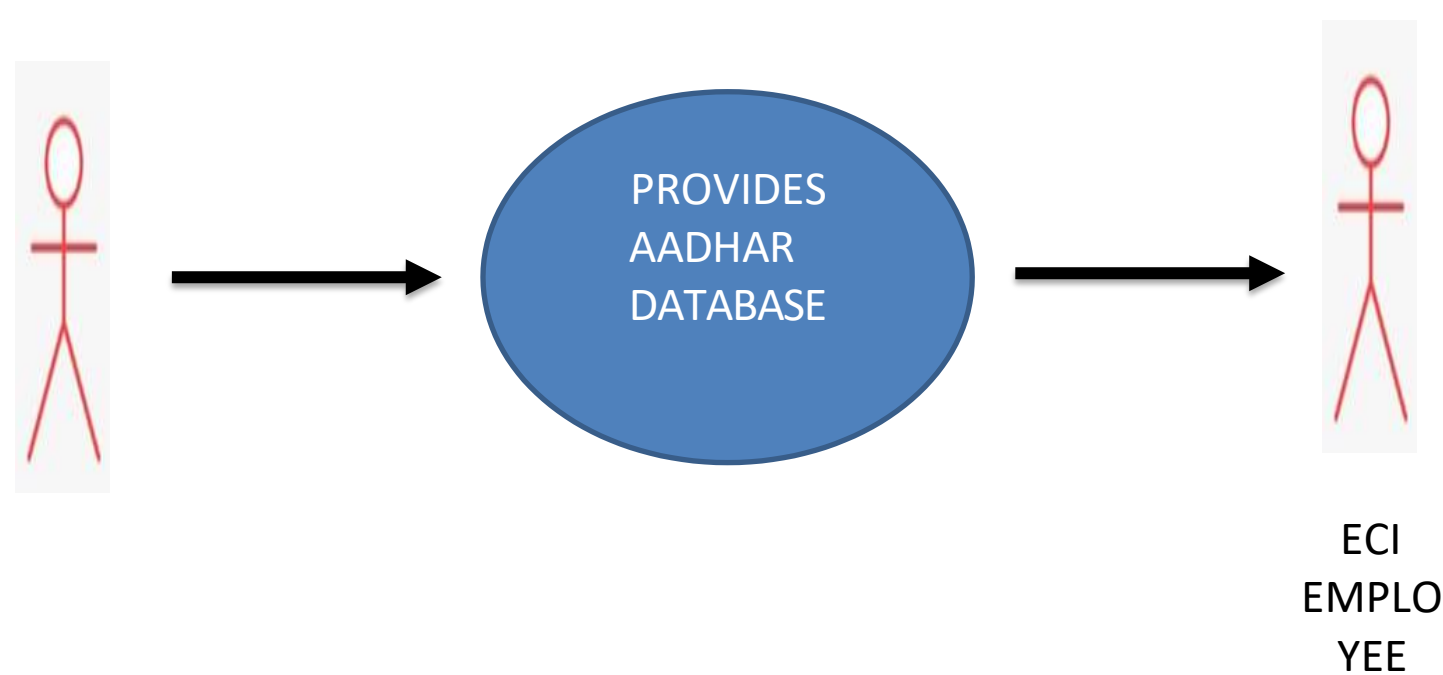 PROVIDES
AADHAR
DATABASE
ECI
EMPLO
YEE